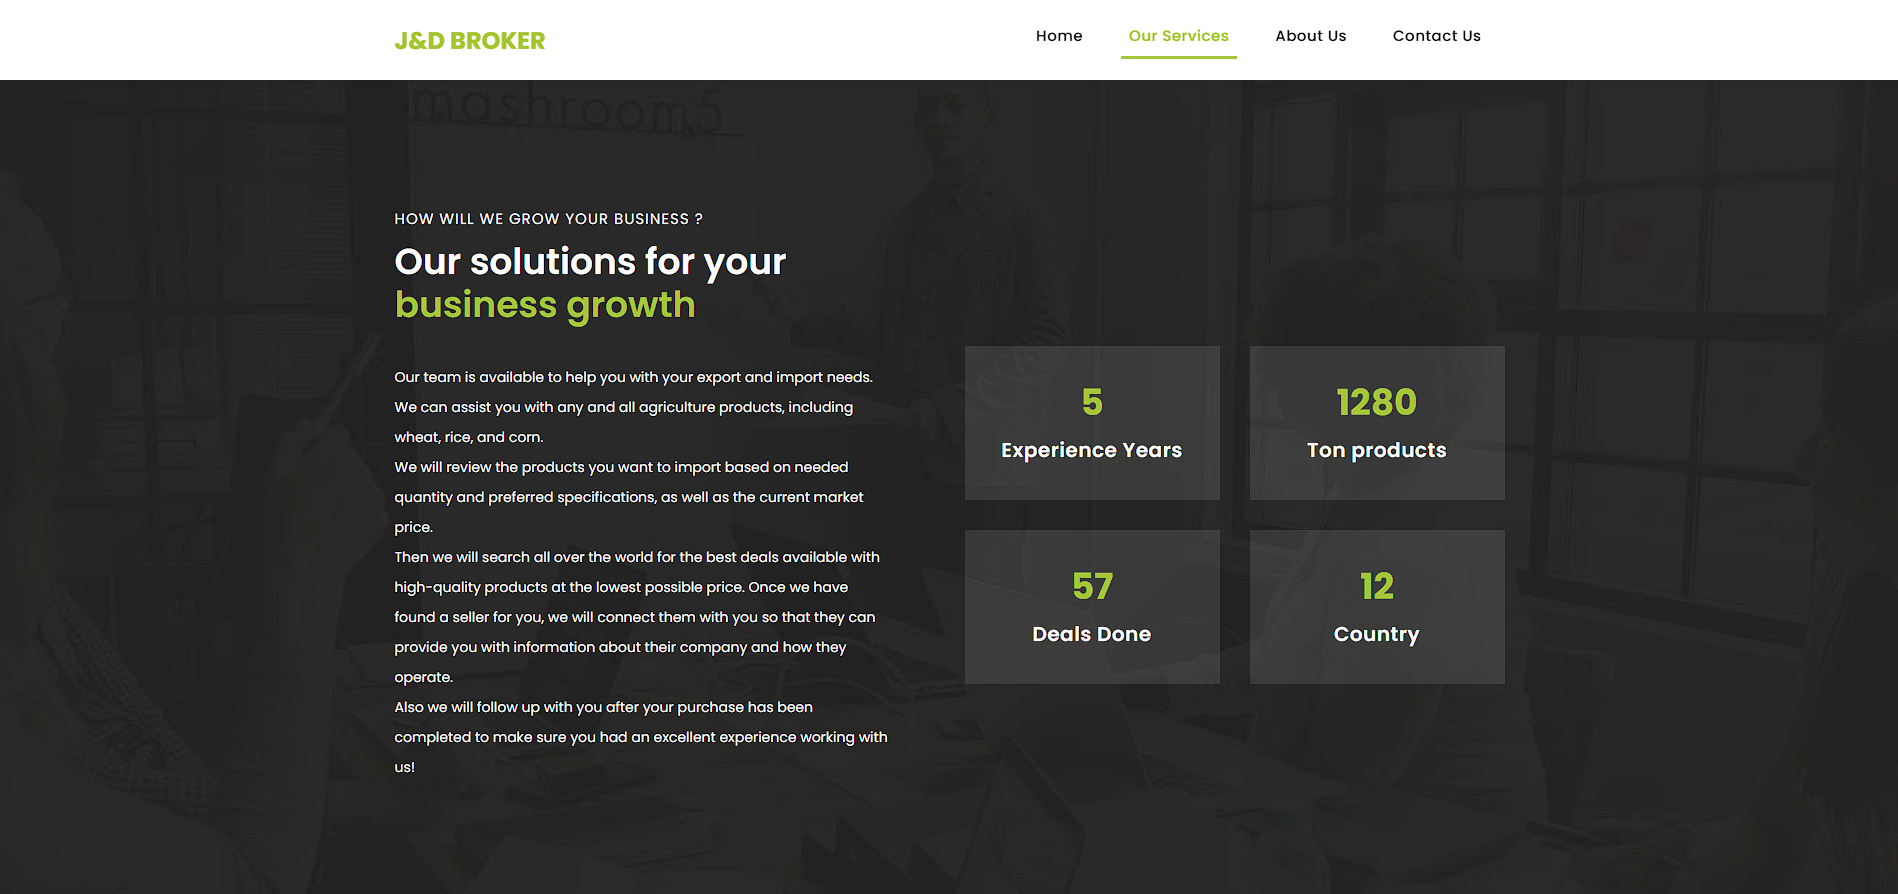 J&D BROKER
Home
Our Services
About Us
Contact Us
mashroom5
HOW WILL WE GROW YOUR BUSINESS ?
Our solutions for your
business growth
Our team is available to help you with your export and import needs.
We can assist you with any and all agriculture products, including
wheat, rice, and corn.
We will review the products you want to import based on needed
quantity and preferred specifications, as well as the current market
price.
Then we will search all over the world for the best deals available with
high-quality products at the lowest possible price. Once we have
found a seller for you, we will connect them with you so that they can
provide you with information about their company and how they
operate.
Also we will follow up with you after your purchase has been
completed to make sure you had an excellent experience working with
us!
5
Experience Years
1280
Ton products
57
Deals Done
12
Country